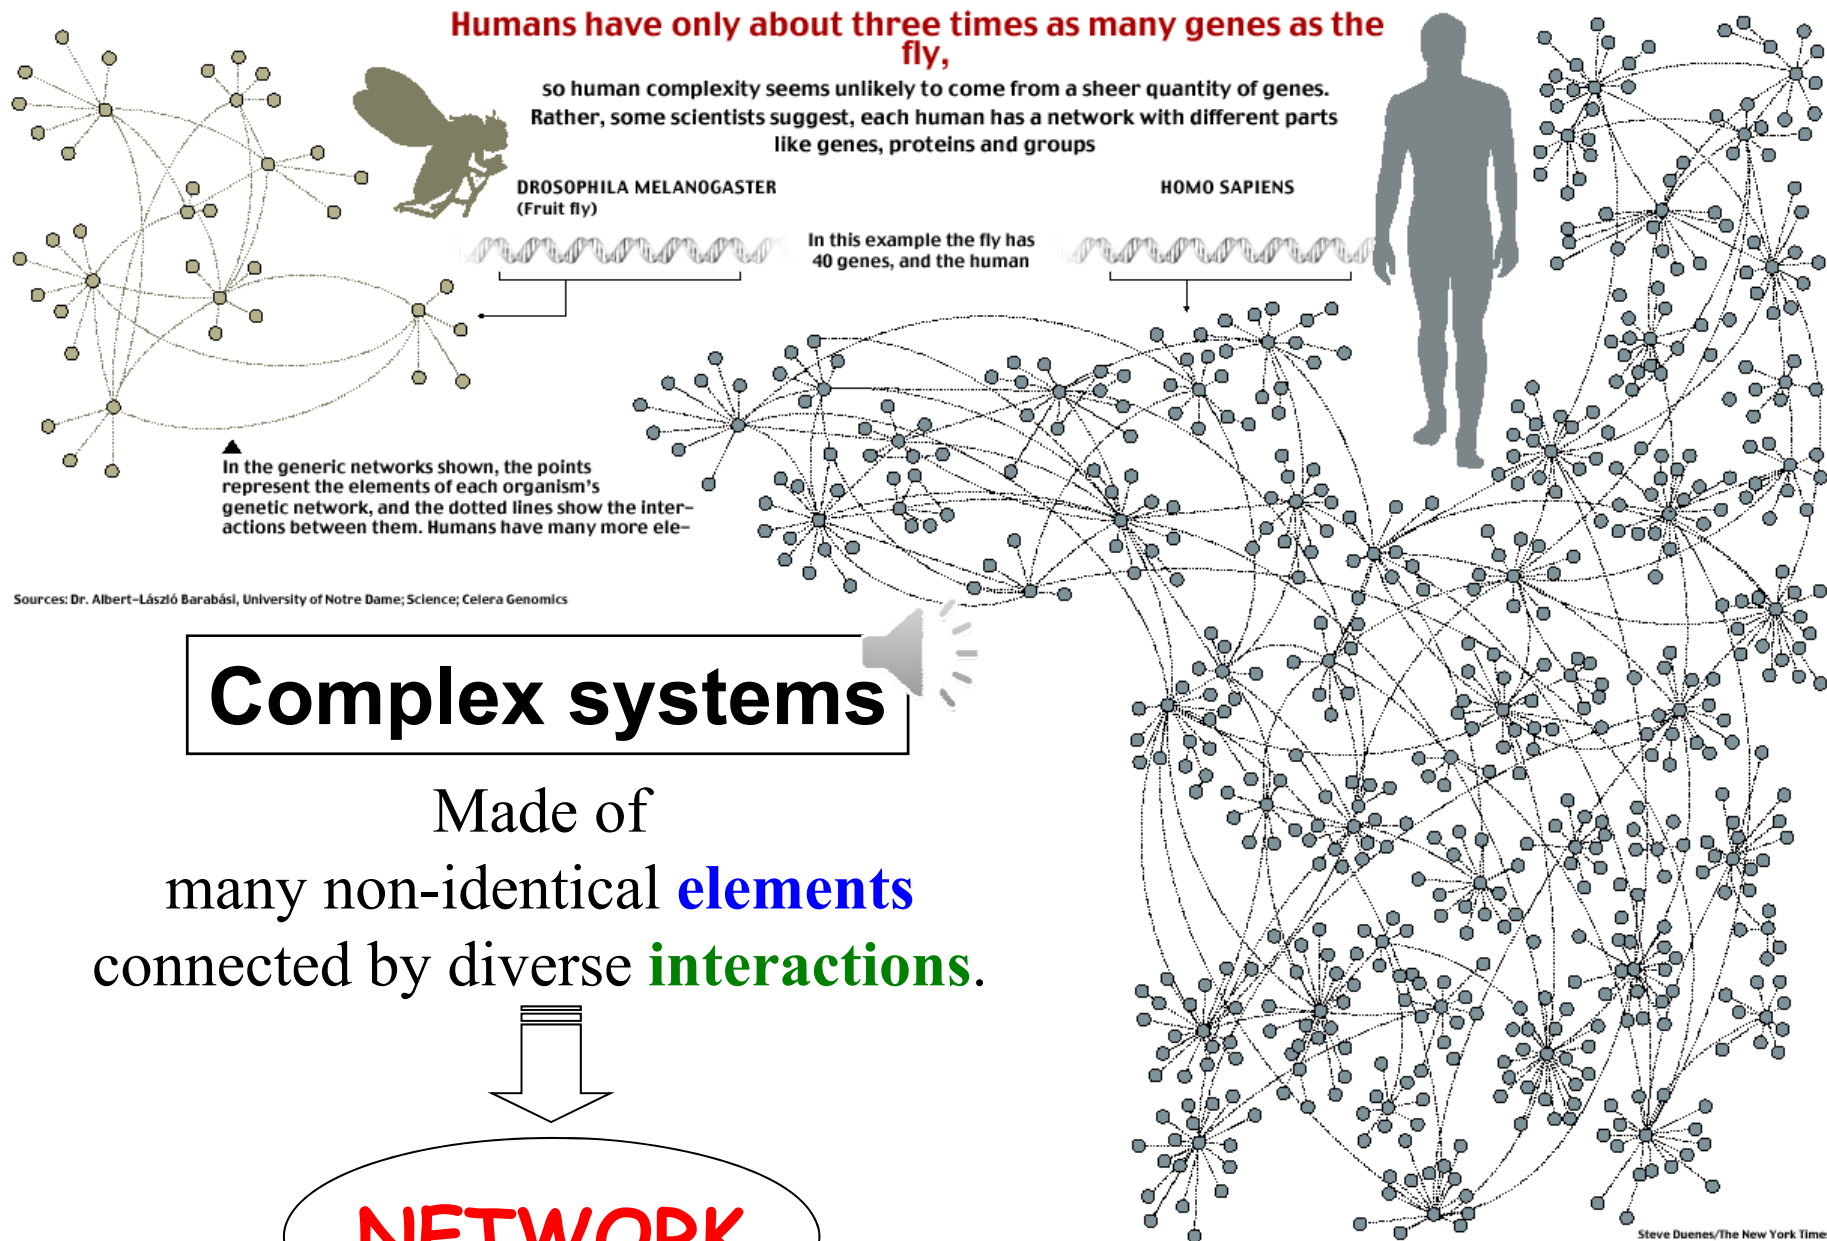 Humans have only about three times as many genes as the
fly,
so human complexity seems unlikely to come from a sheer quantity of genes.
Rather, some scientists suggest, each human has a network with different parts
like genes, proteins and groups
DROSOPHILA MELANOGASTER
(Fruit fly)
HOMO SAPIENS
In this example the fly has
40 genes, and the human
In the generic networks shown, the points
represent the elements of each organism's
genetic network, and the dotted lines show the inter-
actions between them. Humans have many more ele-
Sources: Dr. Albert-László Barabási, University of Notre Dame; Science; Celera Genomics
Complex systems
Made of
many non-identical elements
connected by diverse interactions.
NETWORK
Steve Duenes/The New York Times